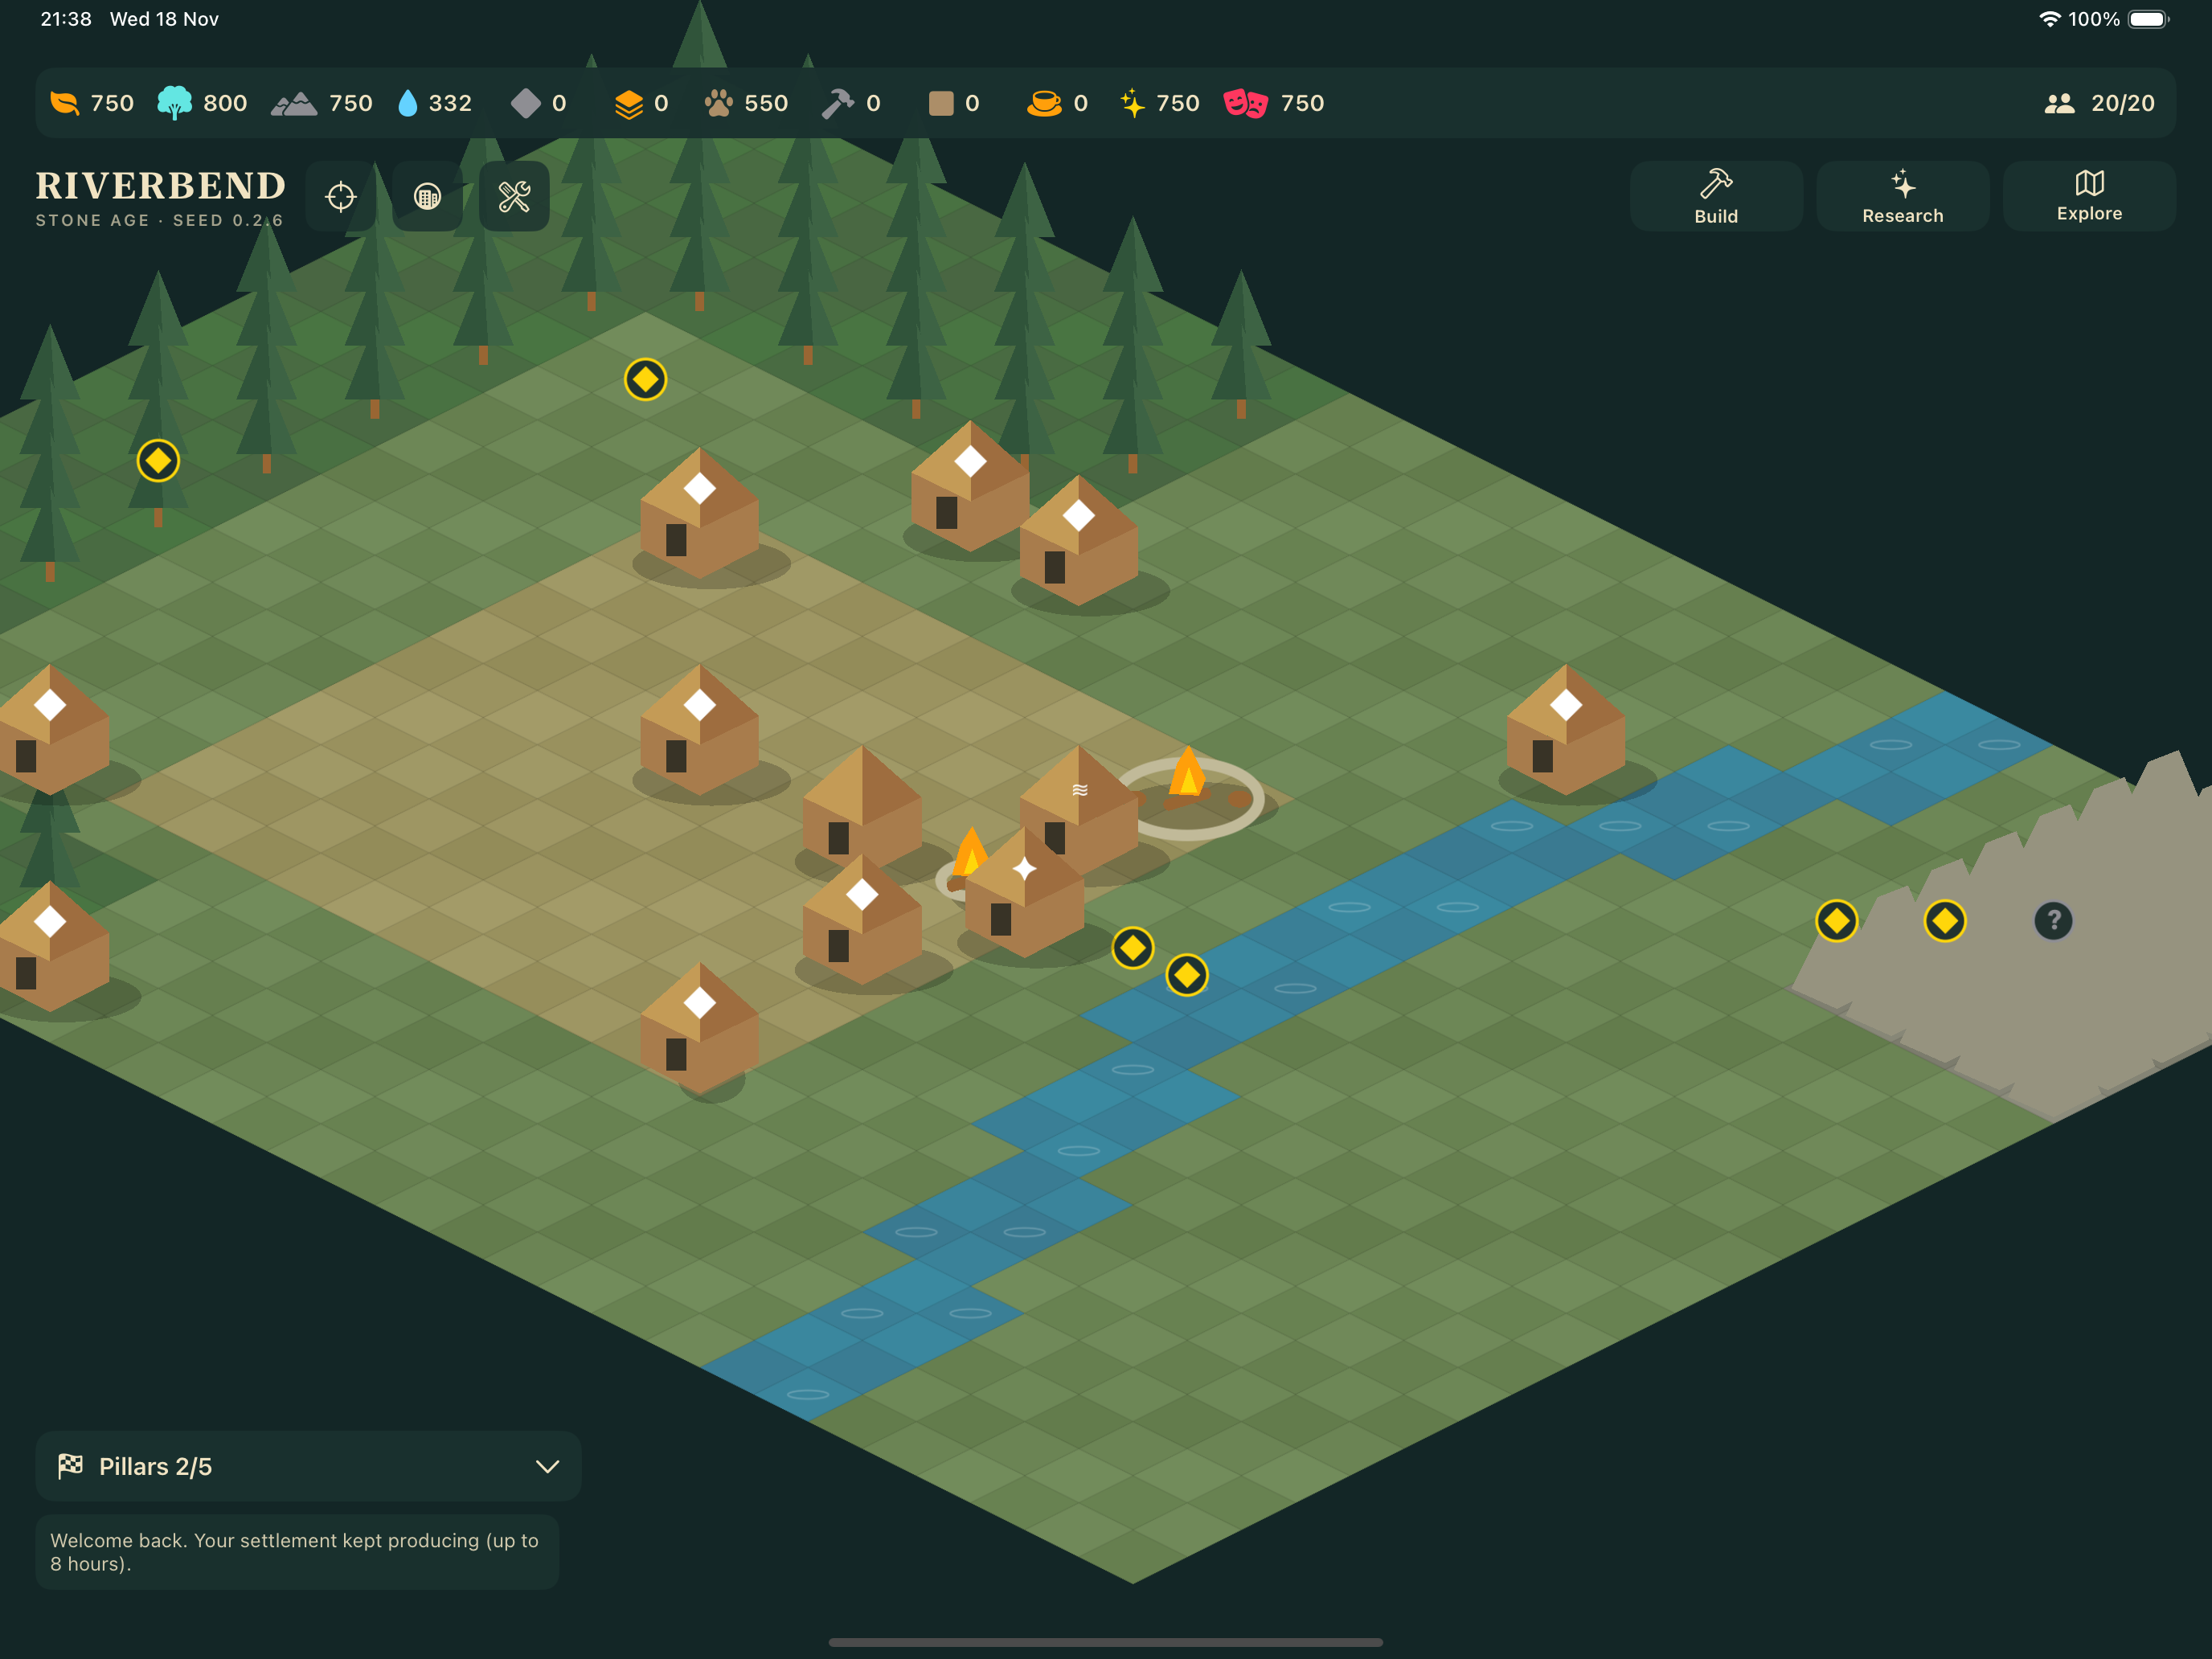 21:38 Wed 18 Nov 100%
750 800 750 332 0 0 550 0 0 0 750 750 20/20
RIVERBEND
STONE AGE · SEED 0.2.6
Build Research Explore
?
Pillars 2/5
Welcome back. Your settlement kept producing (up to
8 hours).